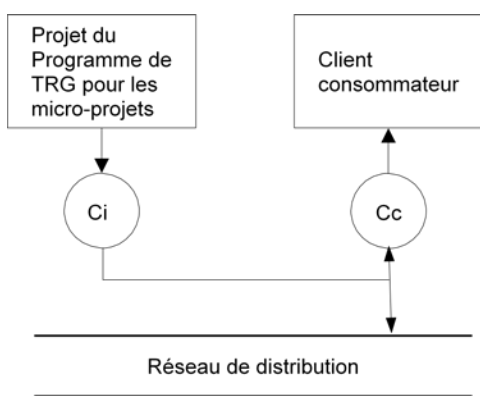 Projet du
Programme de
TRG pour les
micro-projets
Client
consommateur
Ci
Cc
Réseau de distribution